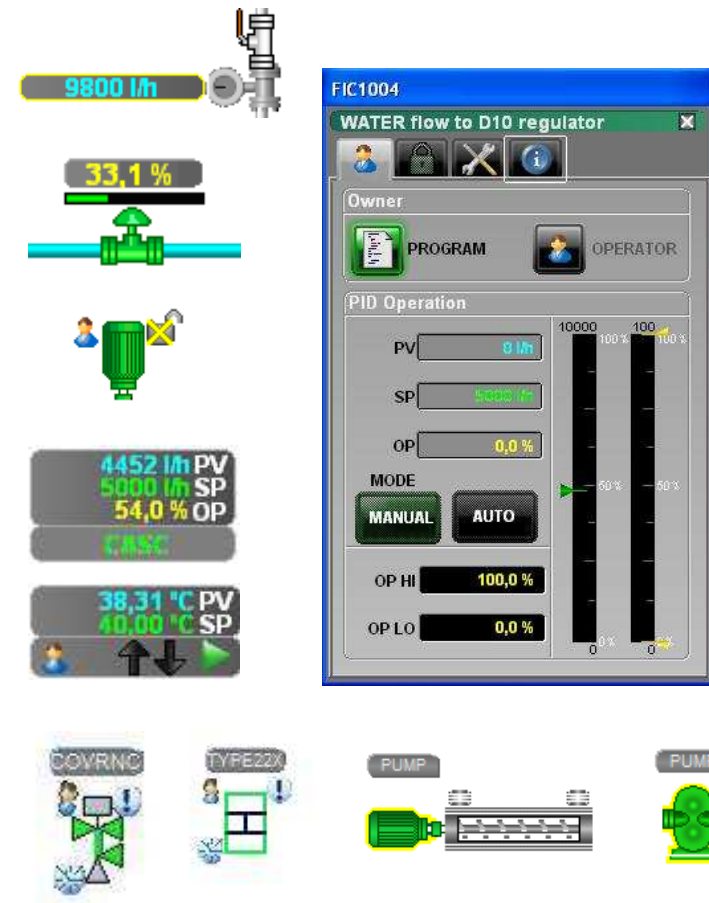 9800 l/h
33,1 %
4452 l/h PV
5000 l/h SP
54,0 % OP
CASC
38,31 °C PV
40,00 °C SP
FIC1004
WATER flow to D10 regulator
Owner
PROGRAM
OPERATOR
PID Operation
10000
100
100 %
100 %
PV
0 l/h
SP
5000 l/h
OP
0,0 %
MODE
MANUAL
AUTO
50 %
50 %
OP HI
100,0 %
OP LO
0,0 %
0 %
0
0
COVRNC
TYPE22X
PUMP
PUMP